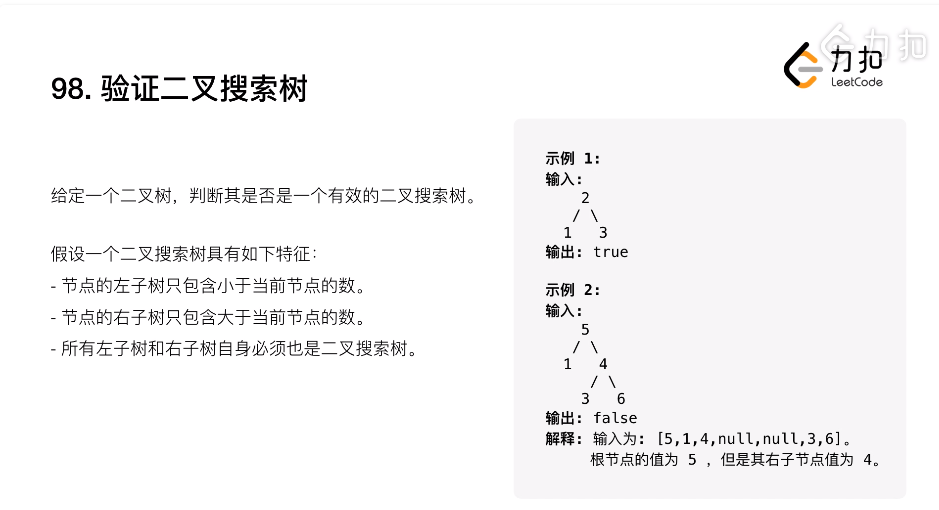 力扣
力扣
LeetCode
98. 验证二叉搜索树
给定一个二叉树，判断其是否是一个有效的二叉搜索树。
假设一个二叉搜索树具有如下特征：
- 节点的左子树只包含小于当前节点的数。
- 节点的右子树只包含大于当前节点的数。
- 所有左子树和右子树自身必须也是二叉搜索树。
示例 1:
输入:
2
/ \
1 3
输出: true
示例 2:
输入:
5
/ \
1 4
/ \
3 6
输出: false
解释: 输入为: [5,1,4,null,null,3,6]。
根节点的值为 5 ，但是其右子节点值为 4。